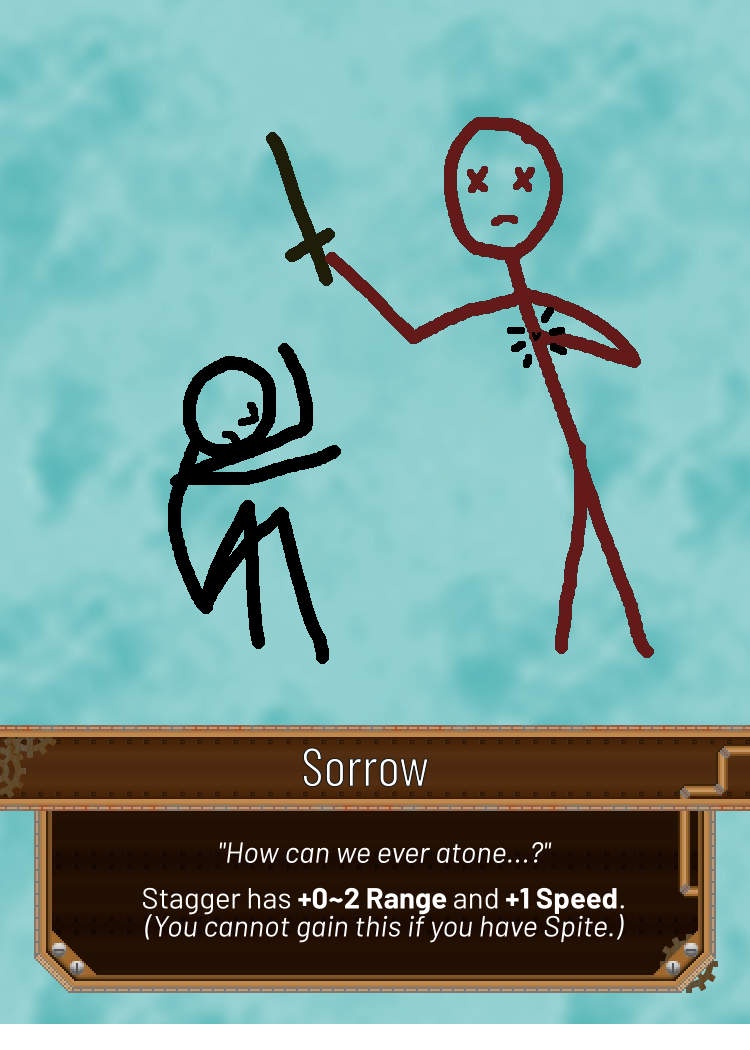 Sorrow
"How can we ever atone...?"
Stagger has +0~2 Range and +1 Speed.
(You cannot gain this if you have Spite.)